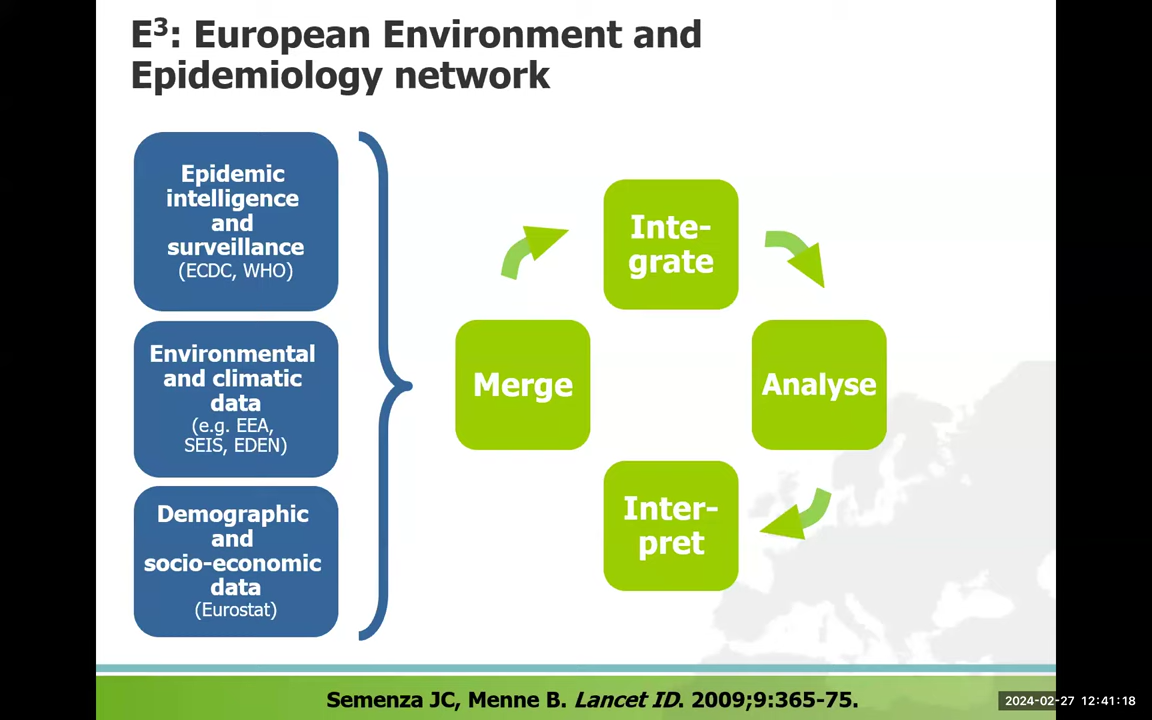 E³: European Environment and
Epidemiology network
Epidemic
intelligence
and
surveillance
(ECDC, WHO)
Environmental
and climatic
data
(e.g. EEA,
SEIS, EDEN)
Demographic
and
socio-economic
data
(Eurostat)
Merge
Inte-
grate
Analyse
Inter-
pret
Semenza JC, Menne B. Lancet ID. 2009;9:365-75.
2024-02-27 12:41:18